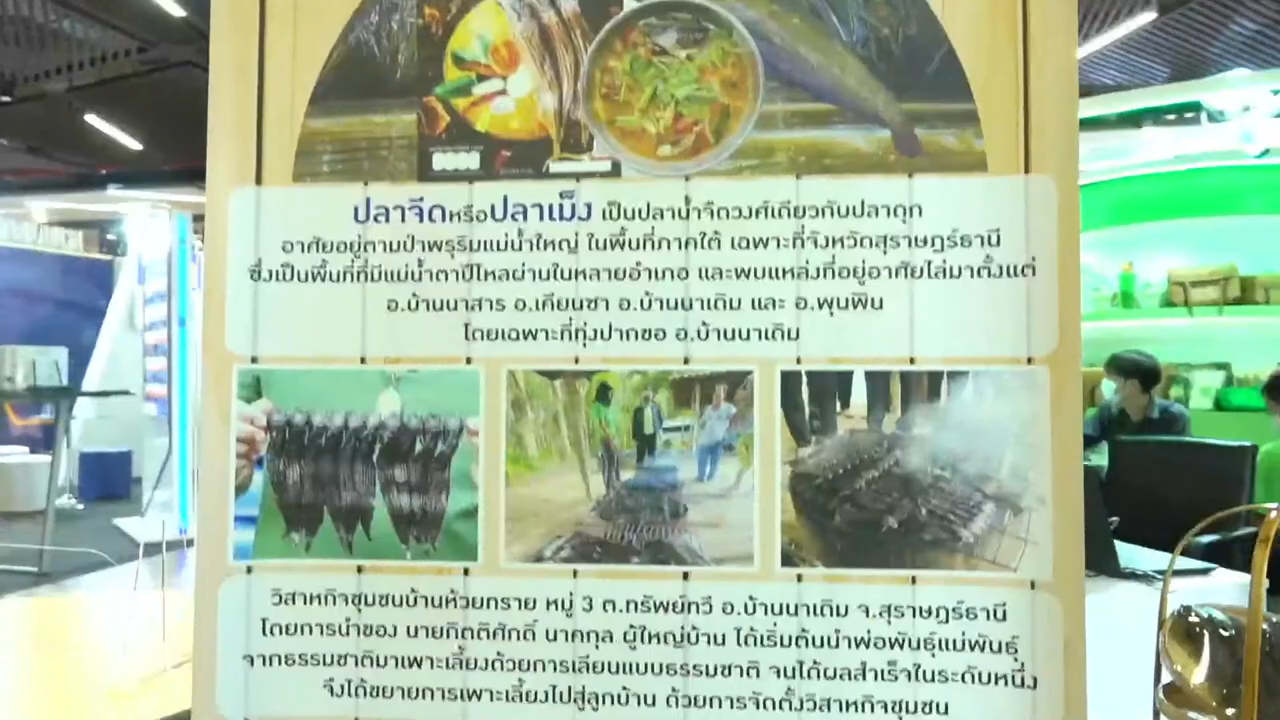 ปลาจีดหรือปลาเม็ง เป็นปลาน้ำจืดวงศ์เดียวกับปลาดุก
อาศัยอยู่ตามป่าพรุริมแม่น้ำใหญ่ ในพื้นที่ภาคใต้ เฉพาะที่จังหวัดสุราษฎร์ธานี
ซึ่งเป็นพื้นที่ที่มีแม่น้ำตาปีไหลผ่านในหลายอำเภอ และพบแหล่งที่อยู่อาศัยไล่มาตั้งแต่
อ.บ้านนาสาร อ.เคียนซา อ.บ้านนาเดิม และ อ.พุนพิน
โดยเฉพาะที่ทุ่งปากขอ อ.บ้านนาเดิม
วิสาหกิจชุมชนบ้านห้วยทราย หมู่ 3 ต.ทรัพย์ทวี อ.บ้านนาเดิม จ.สุราษฎร์ธานี
โดยการนำของ นายกิตติศักดิ์ นาคกุล ผู้ใหญ่บ้าน ได้เริ่มต้นนำพ่อพันธุ์แม่พันธุ์
จากธรรมชาติมาเพาะเลี้ยงด้วยการเลียนแบบธรรมชาติ จนได้ผลสำเร็จในระดับหนึ่ง
จึงได้ขยายการเพาะเลี้ยงไปสู่ลูกบ้าน ด้วยการจัดตั้งวิสาหกิจชุมชน